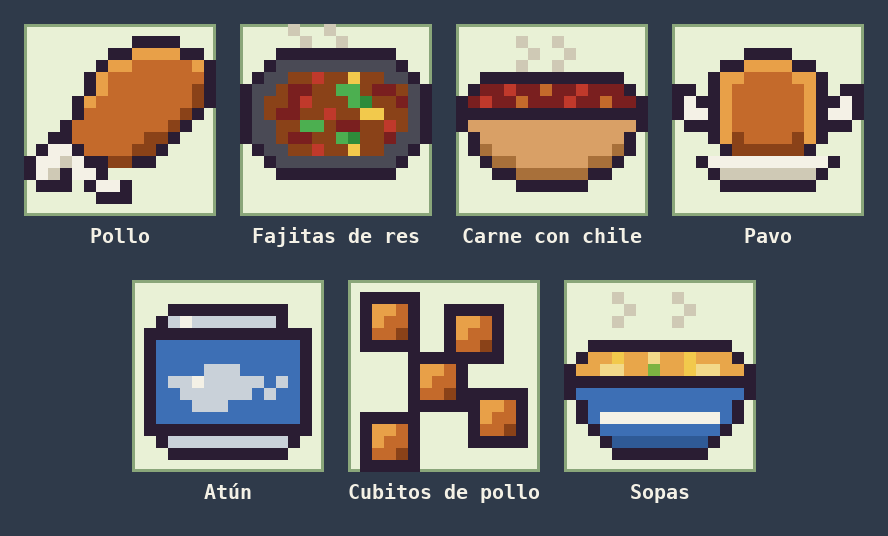 Pollo
Fajitas de res
Carne con chile
Pavo
Atún
Cubitos de pollo
Sopas